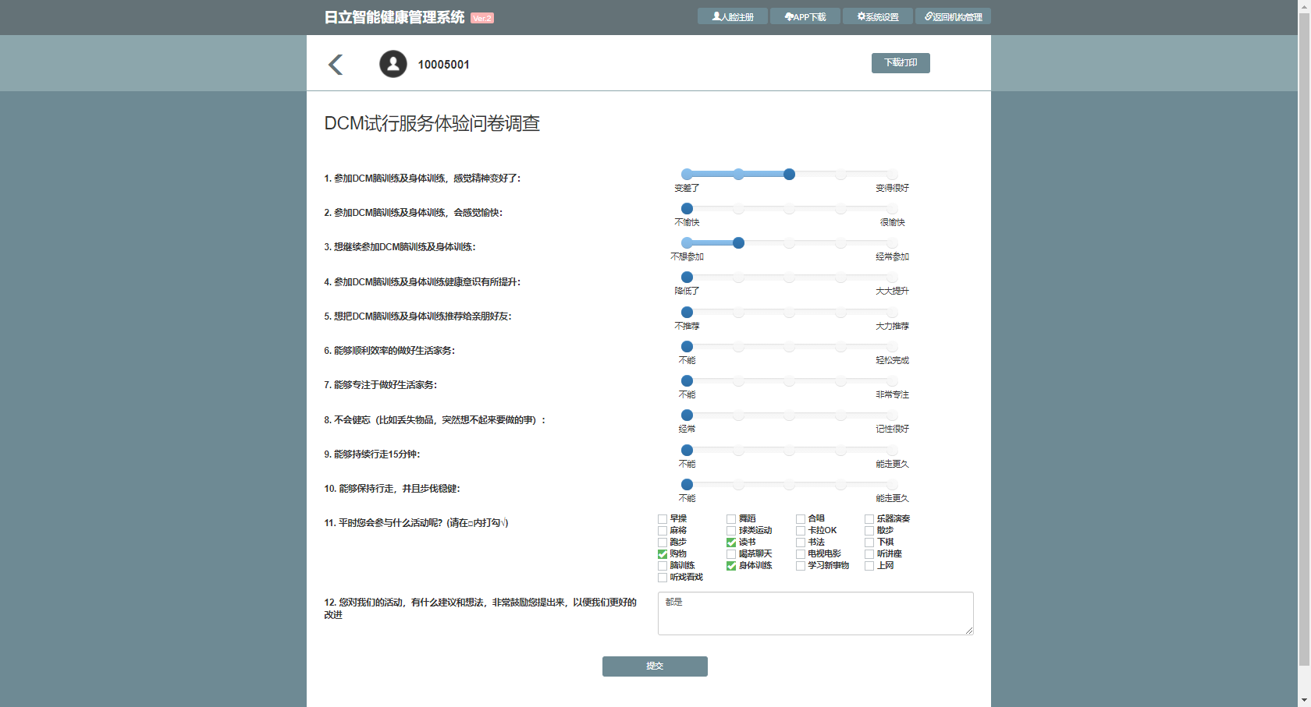 日立智能健康管理系统 Ver.2 人脸注册 APP下载 系统设置 返回机构管理
10005001 下载打印
DCM试行服务体验问卷调查
1. 参加DCM脑训练及身体训练，感觉精神变好了:
变差了 变得很好
2. 参加DCM脑训练及身体训练，会感觉愉快:
不愉快 很愉快
3. 想继续参加DCM脑训练及身体训练:
不想参加 经常参加
4. 参加DCM脑训练及身体训练健康意识有所提升:
降低了 大大提升
5. 想把DCM脑训练及身体训练推荐给亲朋好友:
不推荐 大力推荐
6. 能够顺利效率的做好生活家务:
不能 轻松完成
7. 能够专注于做好生活家务:
不能 非常专注
8. 不会健忘（比如丢失物品，突然想不起来要做的事）:
经常 记性很好
9. 能够持续行走15分钟:
不能 能走更久
10. 能够保持行走，并且步伐稳健:
不能 能走更久
11. 平时您会参与什么活动呢？(请在□内打勾√)
早操 舞蹈 合唱 乐器演奏
麻将 球类运动 卡拉OK 散步
跑步 读书 书法 下棋
购物 喝茶聊天 电视电影 听讲座
脑训练 身体训练 学习新事物 上网
听戏看戏
12. 您对我们的活动，有什么建议和想法，非常鼓励您提出来，以便我们更好的
改进
都是
提交